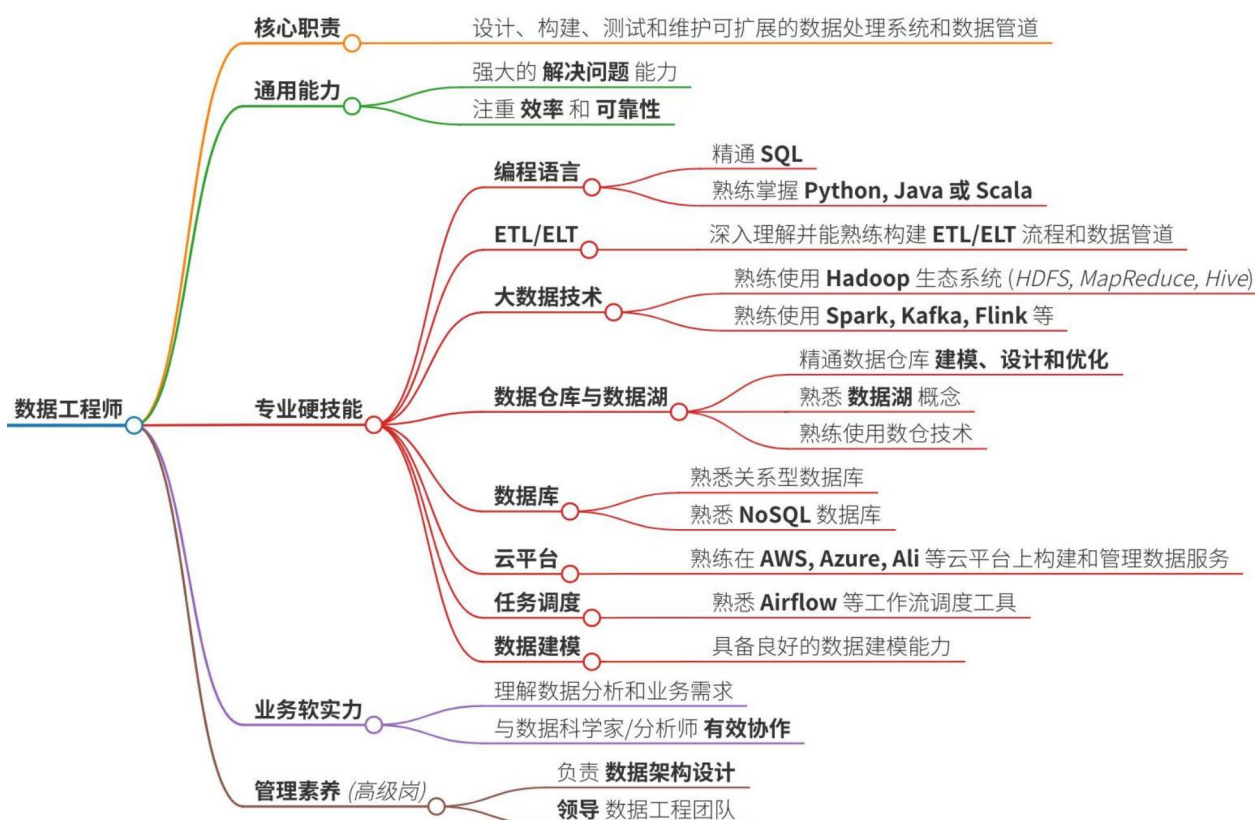 数据工程师
核心职责
设计、构建、测试和维护可扩展的数据处理系统和数据管道
通用能力
强大的 解决问题 能力
注重 效率 和 可靠性
专业硬技能
编程语言
精通 SQL
熟练掌握 Python, Java 或 Scala
ETL/ELT
深入理解并能熟练构建 ETL/ELT 流程和数据管道
大数据技术
熟练使用 Hadoop 生态系统 (HDFS, MapReduce, Hive)
熟练使用 Spark, Kafka, Flink 等
数据仓库与数据湖
精通数据仓库 建模、设计和优化
熟悉 数据湖 概念
熟练使用数仓技术
数据库
熟悉关系型数据库
熟悉 NoSQL 数据库
云平台
熟练在 AWS, Azure, Ali 等云平台上构建和管理数据服务
任务调度
熟悉 Airflow 等工作流调度工具
数据建模
具备良好的数据建模能力
业务软实力
理解数据分析和业务需求
与数据科学家/分析师 有效协作
管理素养 (高级岗)
负责 数据架构设计
领导 数据工程团队